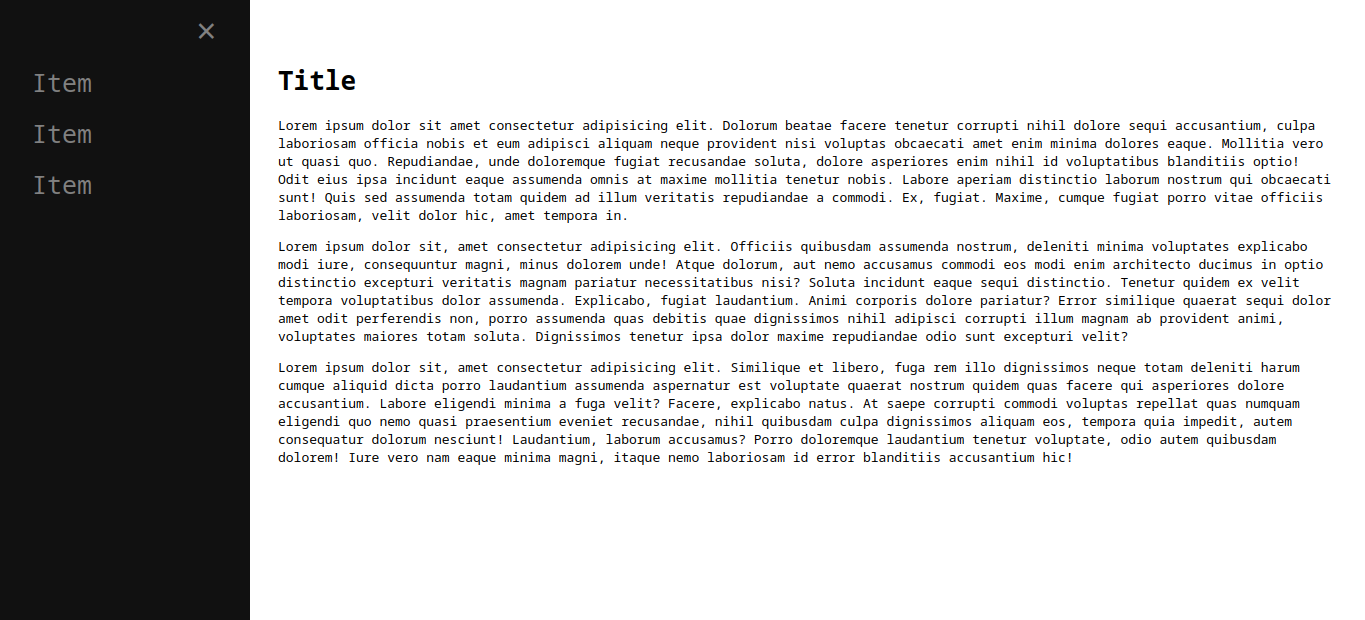 ×
Item
Item
Item
Title
Lorem ipsum dolor sit amet consectetur adipisicing elit. Dolorum beatae facere tenetur corrupti nihil dolore sequi accusantium, culpa
laboriosam officia nobis et eum adipisci aliquam neque provident nisi voluptas obcaecati amet enim minima dolores eaque. Mollitia vero
ut quasi quo. Repudiandae, unde doloremque fugiat recusandae soluta, dolore asperiores enim nihil id voluptatibus blanditiis optio!
Odit eius ipsa incidunt eaque assumenda omnis at maxime mollitia tenetur nobis. Labore aperiam distinctio laborum nostrum qui obcaecati
sunt! Quis sed assumenda totam quidem ad illum veritatis repudiandae a commodi. Ex, fugiat. Maxime, cumque fugiat porro vitae officiis
laboriosam, velit dolor hic, amet tempora in.
Lorem ipsum dolor sit, amet consectetur adipisicing elit. Officiis quibusdam assumenda nostrum, deleniti minima voluptates explicabo
modi iure, consequuntur magni, minus dolorem unde! Atque dolorum, aut nemo accusamus commodi eos modi enim architecto ducimus in optio
distinctio excepturi veritatis magnam pariatur necessitatibus nisi? Soluta incidunt eaque sequi distinctio. Tenetur quidem ex velit
tempora voluptatibus dolor assumenda. Explicabo, fugiat laudantium. Animi corporis dolore pariatur? Error similique quaerat sequi dolor
amet odit perferendis non, porro assumenda quas debitis quae dignissimos nihil adipisci corrupti illum magnam ab provident animi,
voluptates maiores totam soluta. Dignissimos tenetur ipsa dolor maxime repudiandae odio sunt excepturi velit?
Lorem ipsum dolor sit, amet consectetur adipisicing elit. Similique et libero, fuga rem illo dignissimos neque totam deleniti harum
cumque aliquid dicta porro laudantium assumenda aspernatur est voluptate quaerat nostrum quidem quas facere qui asperiores dolore
accusantium. Labore eligendi minima a fuga velit? Facere, explicabo natus. At saepe corrupti commodi voluptas repellat quas numquam
eligendi quo nemo quasi praesentium eveniet recusandae, nihil quibusdam culpa dignissimos aliquam eos, tempora quia impedit, autem
consequatur dolorum nesciunt! Laudantium, laborum accusamus? Porro doloremque laudantium tenetur voluptate, odio autem quibusdam
dolorem! Iure vero nam eaque minima magni, itaque nemo laboriosam id error blanditiis accusantium hic!